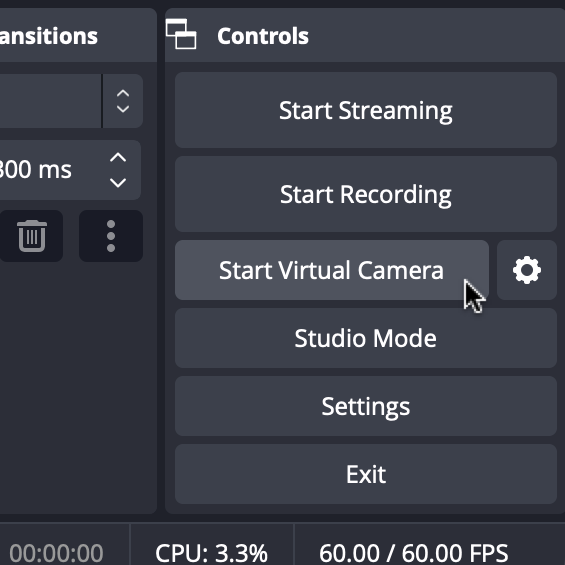 ansitions
Controls
300 ms
Start Streaming
Start Recording
Start Virtual Camera
Studio Mode
Settings
Exit
00:00:00
CPU: 3.3%
60.00 / 60.00 FPS